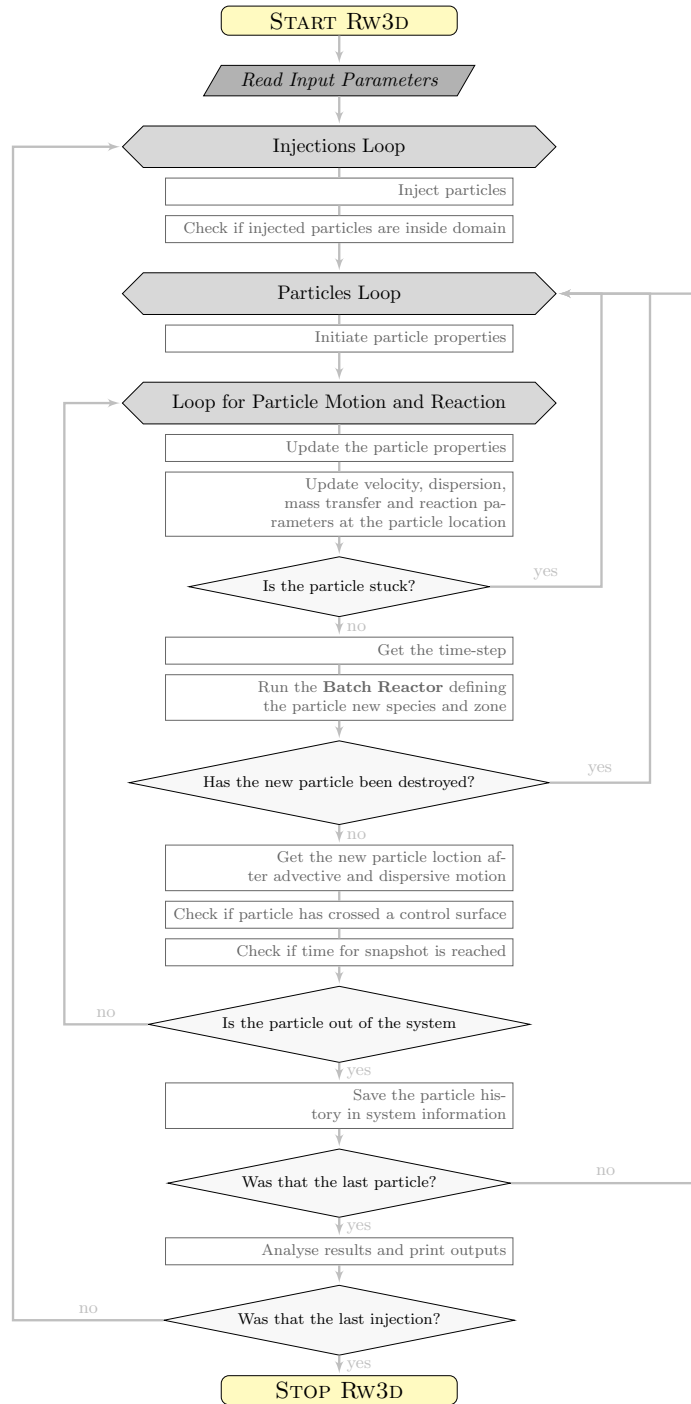 START RW3D
Read Input Parameters
Injections Loop
Inject particles
Check if injected particles are inside domain
Particles Loop
Initiate particle properties
Loop for Particle Motion and Reaction
Update the particle properties
Update velocity, dispersion,
mass transfer and reaction pa-
rameters at the particle location
Is the particle stuck?
yes
no
Get the time-step
Run the Batch Reactor defining
the particle new species and zone
Has the new particle been destroyed?
yes
no
Get the new particle loction af-
ter advective and dispersive motion
Check if particle has crossed a control surface
Check if time for snapshot is reached
no
Is the particle out of the system
yes
Save the particle his-
tory in system information
Was that the last particle?
no
yes
Analyse results and print outputs
no
Was that the last injection?
yes
STOP RW3D